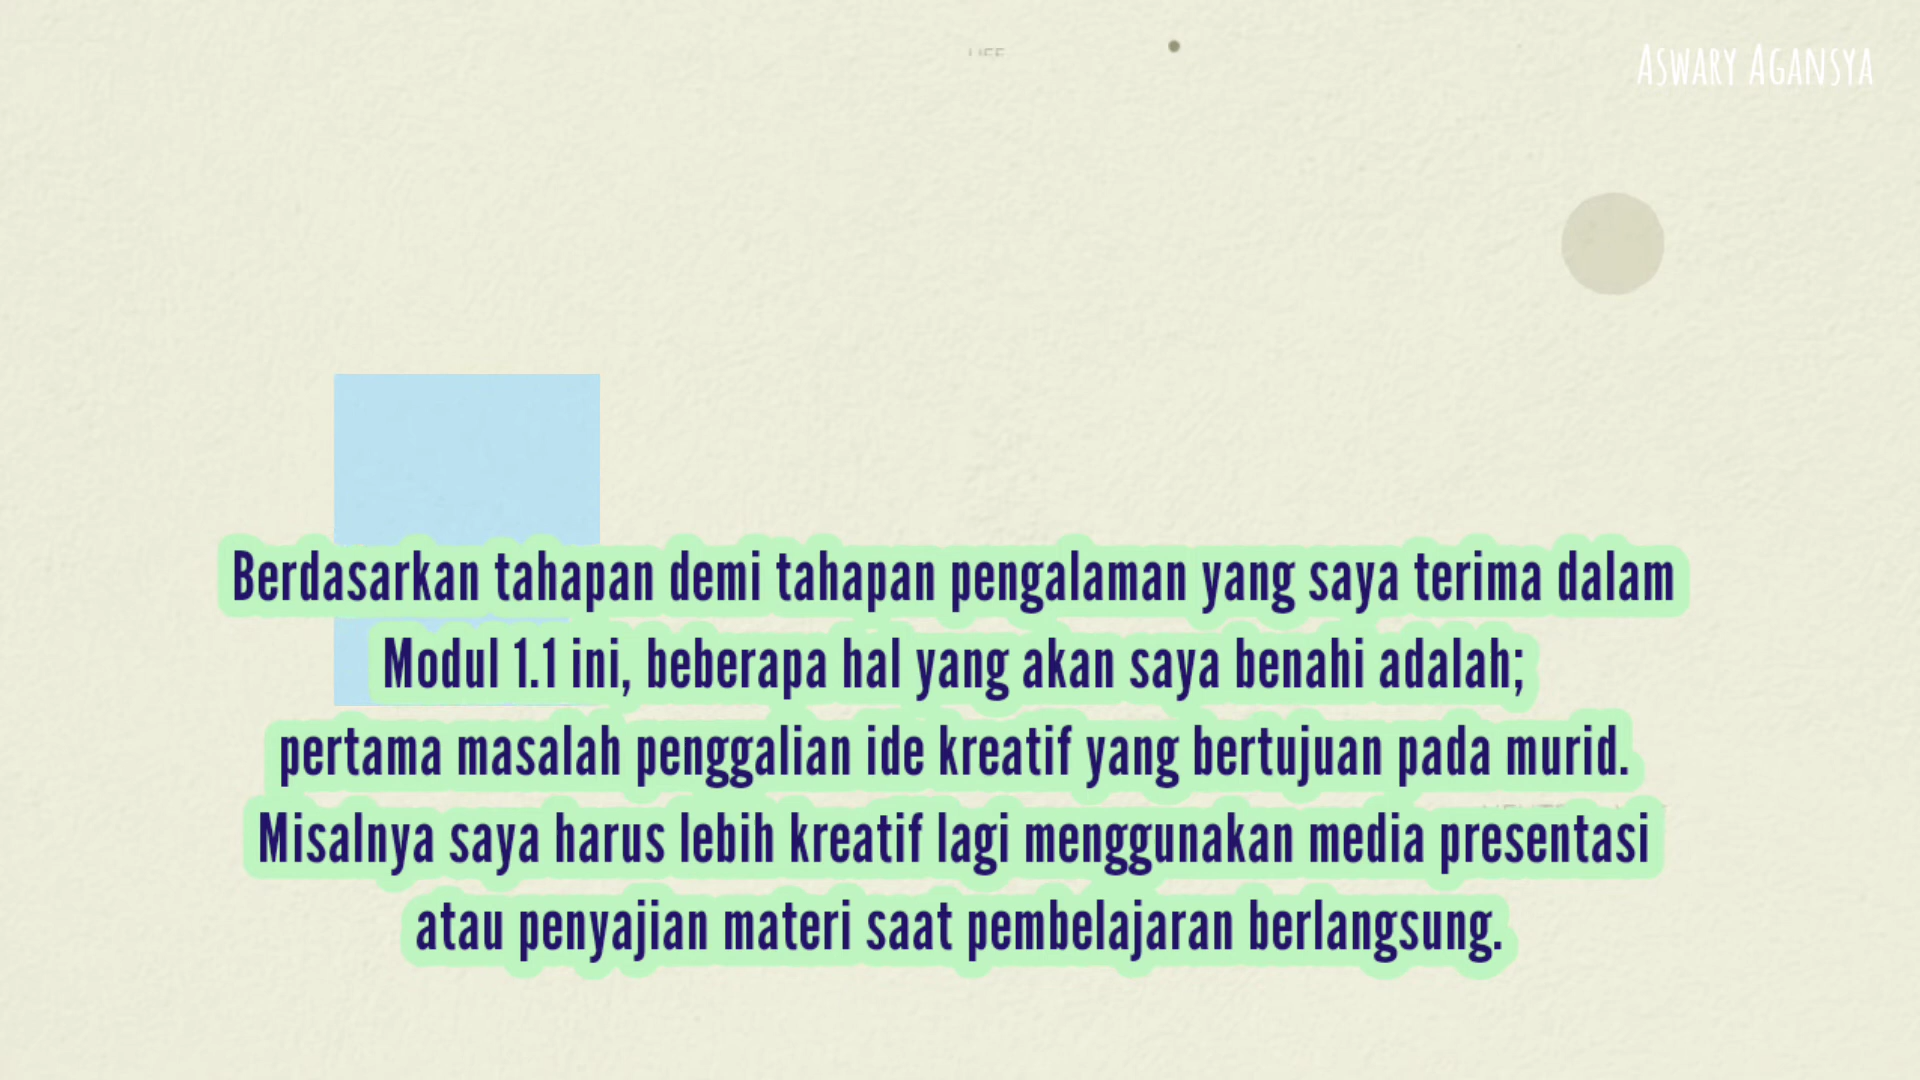 Aswary Agansya
Berdasarkan tahapan demi tahapan pengalaman yang saya terima dalam
Modul 1.1 ini, beberapa hal yang akan saya benahi adalah;
pertama masalah penggalian ide kreatif yang bertujuan pada murid.
Misalnya saya harus lebih kreatif lagi menggunakan media presentasi
atau penyajian materi saat pembelajaran berlangsung.